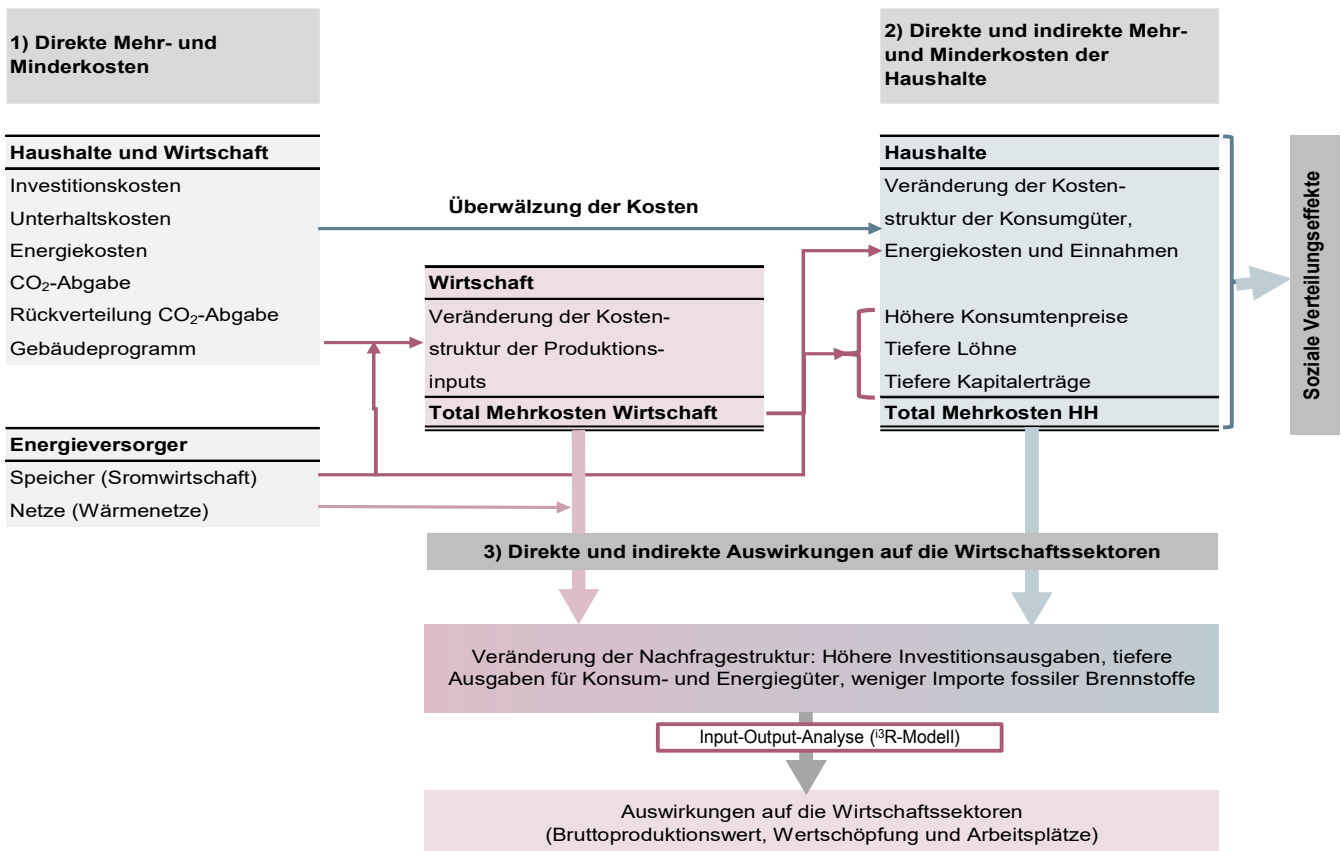 1) Direkte Mehr- und
Minderkosten
2) Direkte und indirekte Mehr-
und Minderkosten der
Haushalte
Haushalte und Wirtschaft
Investitionskosten
Unterhaltskosten
Energiekosten
CO₂-Abgabe
Rückverteilung CO₂-Abgabe
Gebäudeprogramm
Überwälzung der Kosten
Wirtschaft
Veränderung der Kosten-
struktur der Produktions-
inputs
Total Mehrkosten Wirtschaft
Haushalte
Veränderung der Kosten-
struktur der Konsumgüter,
Energiekosten und Einnahmen
Höhere Konsumtenpreise
Tiefere Löhne
Tiefere Kapitalerträge
Total Mehrkosten HH
Soziale Verteilungseffekte
Energieversorger
Speicher (Sromwirtschaft)
Netze (Wärmenetze)
3) Direkte und indirekte Auswirkungen auf die Wirtschaftssektoren
Veränderung der Nachfragestruktur: Höhere Investitionsausgaben, tiefere
Ausgaben für Konsum- und Energiegüter, weniger Importe fossiler Brennstoffe
Input-Output-Analyse (ⁱ³R-Modell)
Auswirkungen auf die Wirtschaftssektoren
(Bruttoproduktionswert, Wertschöpfung und Arbeitsplätze)